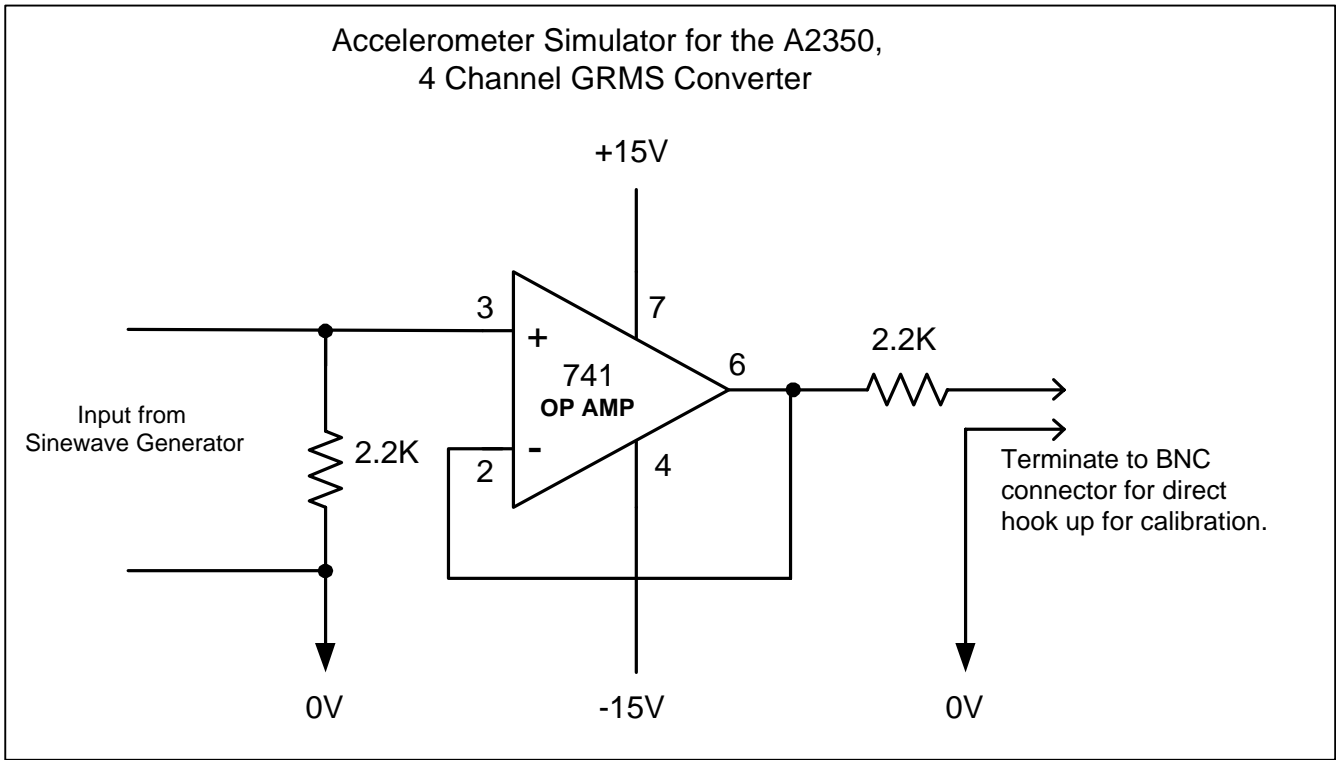 Accelerometer Simulator for the A2350,
4 Channel GRMS Converter
+15V
3
7
+
2.2K
6
741
OP AMP
Input from
Sinewave Generator
2.2K
-
2
4
Terminate to BNC
connector for direct
hook up for calibration.
0V
-15V
0V